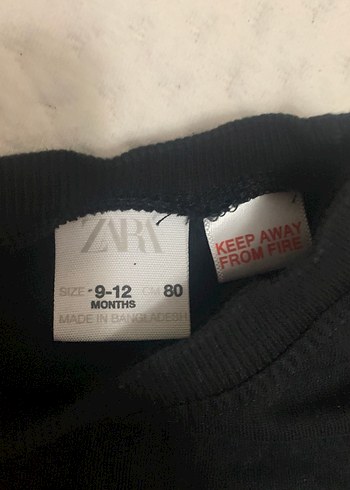 ZARA
SIZE 9-12 CM 80
MONTHS
MADE IN BANGLADESH
KEEP AWAY
FROM FIRE